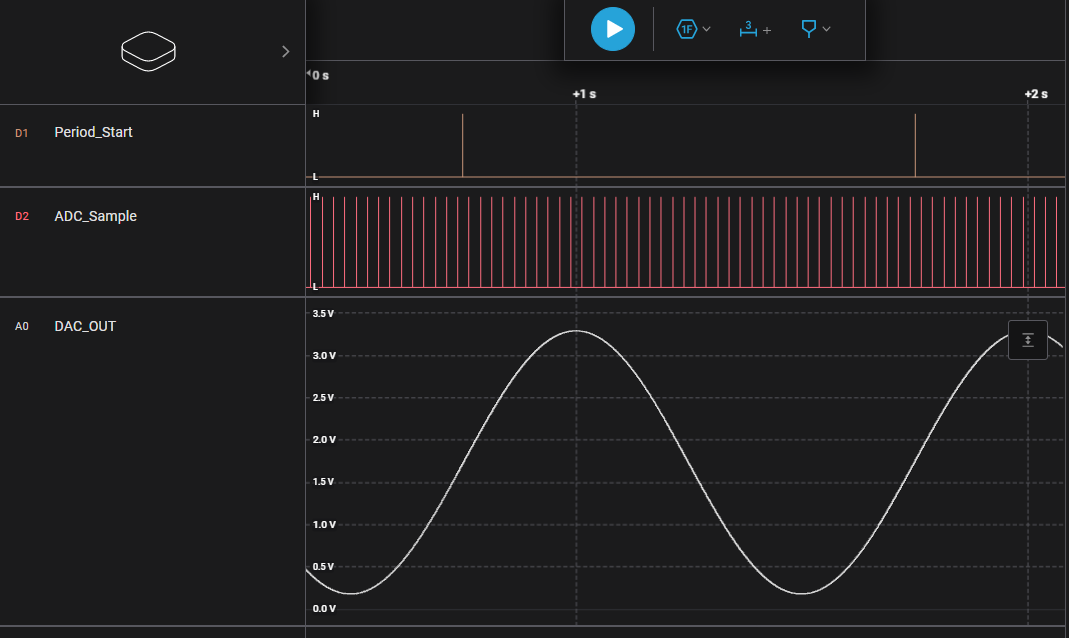 1F
3
+
0 s
+1 s
+2 s
D1
Period_Start
H
L
D2
ADC_Sample
H
L
A0
DAC_OUT
3.5 V
3.0 V
2.5 V
2.0 V
1.5 V
1.0 V
0.5 V
0.0 V